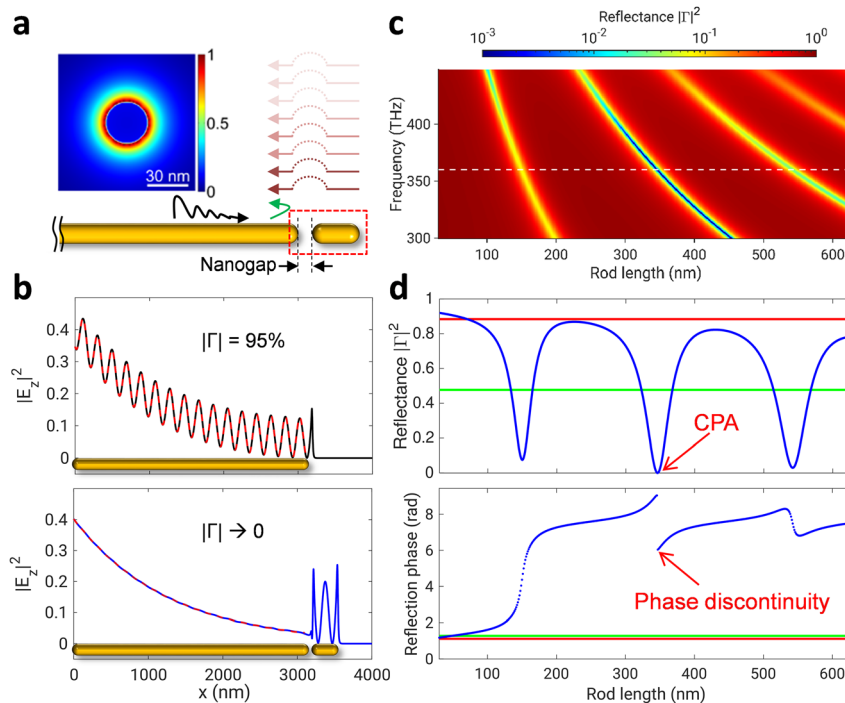 a
1
0.5
0
30 nm
Nanogap
b
|Γ| = 95%
|E_z|²
0.4
0.3
0.2
0.1
0
|Γ| → 0
|E_z|²
0.4
0.3
0.2
0.1
0
0 1000 2000 3000 4000
x (nm)
c
Reflectance |Γ|²
10⁻³ 10⁻² 10⁻¹ 10⁰
Frequency (THz)
400
360
300
100 200 300 400 500 600
Rod length (nm)
d
Reflectance |Γ|²
1
0.8
0.6
0.4
0.2
0
CPA
Reflection phase (rad)
8
6
4
2
0
Phase discontinuity
100 200 300 400 500 600
Rod length (nm)